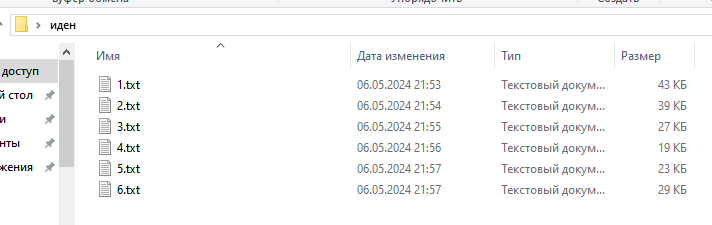 Буфер обмена Упорядочить Создать
иден
Имя Дата изменения Тип Размер
доступ
1.txt 06.05.2024 21:53 Текстовый докум... 43 КБ
й стол 2.txt 06.05.2024 21:54 Текстовый докум... 39 КБ
и 3.txt 06.05.2024 21:55 Текстовый докум... 27 КБ
нты 4.txt 06.05.2024 21:56 Текстовый докум... 19 КБ
жения 5.txt 06.05.2024 21:57 Текстовый докум... 23 КБ
6.txt 06.05.2024 21:57 Текстовый докум... 29 КБ